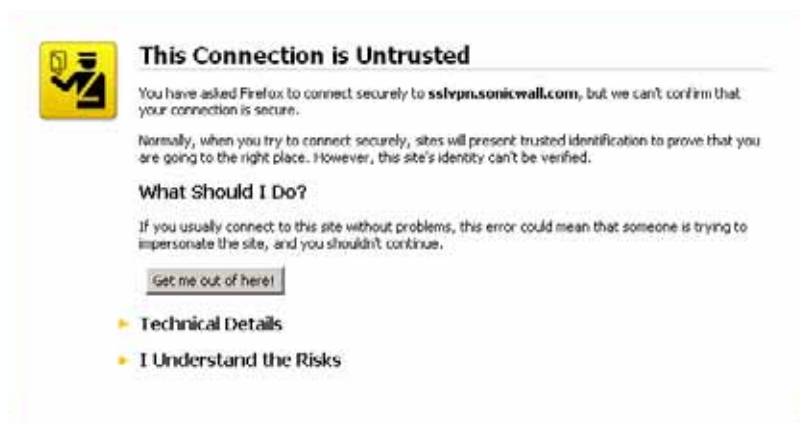 This Connection is Untrusted
You have asked Firefox to connect securely to sslvpn.sonicwall.com, but we can't confirm that
your connection is secure.
Normally, when you try to connect securely, sites will present trusted identification to prove that you
are going to the right place. However, this site's identity can't be verified.
What Should I Do?
If you usually connect to this site without problems, this error could mean that someone is trying to
impersonate the site, and you shouldn't continue.
Get me out of here!
Technical Details
I Understand the Risks